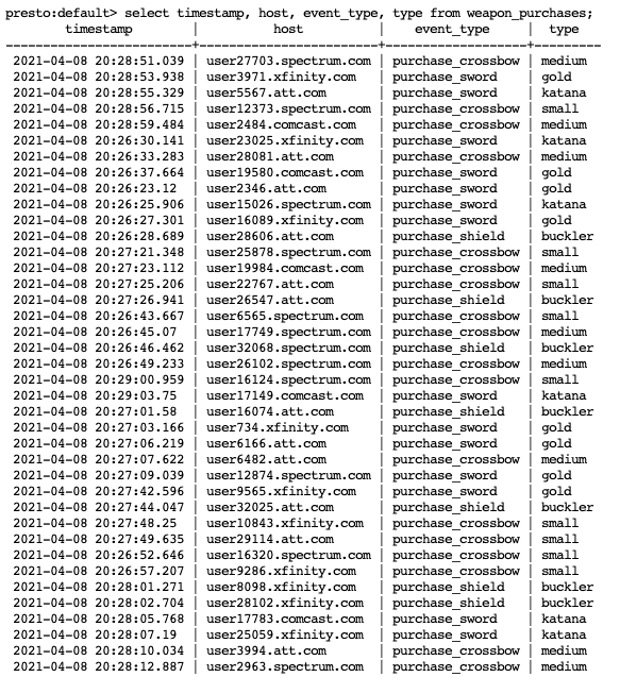 presto:default> select timestamp, host, event_type, type from weapon_purchases;
timestamp | host | event_type | type
-------------------------+------------------------+-------------------+---------
2021-04-08 20:28:51.039 | user27703.spectrum.com | purchase_crossbow | medium
2021-04-08 20:28:53.938 | user3971.xfinity.com | purchase_sword | gold
2021-04-08 20:28:55.329 | user5567.att.com | purchase_sword | katana
2021-04-08 20:28:56.715 | user12373.spectrum.com | purchase_crossbow | small
2021-04-08 20:28:59.484 | user2484.comcast.com | purchase_crossbow | medium
2021-04-08 20:26:30.141 | user23025.xfinity.com | purchase_sword | katana
2021-04-08 20:26:33.283 | user28081.att.com | purchase_crossbow | medium
2021-04-08 20:26:37.664 | user19580.comcast.com | purchase_sword | gold
2021-04-08 20:26:23.12 | user2346.att.com | purchase_sword | gold
2021-04-08 20:26:25.906 | user15026.spectrum.com | purchase_sword | katana
2021-04-08 20:26:27.301 | user16089.xfinity.com | purchase_sword | gold
2021-04-08 20:26:28.689 | user28606.att.com | purchase_shield | buckler
2021-04-08 20:27:21.348 | user25878.spectrum.com | purchase_crossbow | small
2021-04-08 20:27:23.112 | user19984.comcast.com | purchase_crossbow | medium
2021-04-08 20:27:25.206 | user22767.att.com | purchase_crossbow | small
2021-04-08 20:27:26.941 | user26547.att.com | purchase_shield | buckler
2021-04-08 20:26:43.667 | user6565.spectrum.com | purchase_crossbow | small
2021-04-08 20:26:45.07 | user17749.spectrum.com | purchase_crossbow | medium
2021-04-08 20:26:46.462 | user32068.spectrum.com | purchase_shield | buckler
2021-04-08 20:26:49.233 | user26102.spectrum.com | purchase_crossbow | medium
2021-04-08 20:29:00.959 | user16124.spectrum.com | purchase_crossbow | small
2021-04-08 20:29:03.75 | user17149.comcast.com | purchase_sword | katana
2021-04-08 20:27:01.58 | user16074.att.com | purchase_shield | buckler
2021-04-08 20:27:03.166 | user734.xfinity.com | purchase_sword | gold
2021-04-08 20:27:06.219 | user6166.att.com | purchase_sword | gold
2021-04-08 20:27:07.622 | user6482.att.com | purchase_crossbow | medium
2021-04-08 20:27:09.039 | user12874.spectrum.com | purchase_sword | gold
2021-04-08 20:27:42.596 | user9565.xfinity.com | purchase_sword | gold
2021-04-08 20:27:44.047 | user32025.att.com | purchase_shield | buckler
2021-04-08 20:27:48.25 | user10843.xfinity.com | purchase_crossbow | small
2021-04-08 20:27:49.635 | user29114.att.com | purchase_crossbow | small
2021-04-08 20:26:52.646 | user16320.spectrum.com | purchase_crossbow | small
2021-04-08 20:26:57.207 | user9286.xfinity.com | purchase_crossbow | small
2021-04-08 20:28:01.271 | user8098.xfinity.com | purchase_shield | buckler
2021-04-08 20:28:02.704 | user28102.xfinity.com | purchase_shield | buckler
2021-04-08 20:28:05.768 | user17783.comcast.com | purchase_sword | katana
2021-04-08 20:28:07.19 | user25059.xfinity.com | purchase_sword | katana
2021-04-08 20:28:10.034 | user3994.att.com | purchase_crossbow | medium
2021-04-08 20:28:12.887 | user2963.spectrum.com | purchase_crossbow | medium